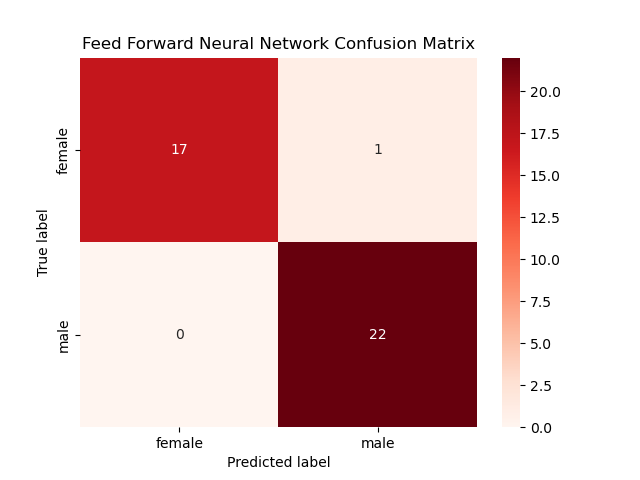 Feed Forward Neural Network Confusion Matrix
True label
female
male
17
1
0
22
female
male
Predicted label
20.0
17.5
15.0
12.5
10.0
7.5
5.0
2.5
0.0